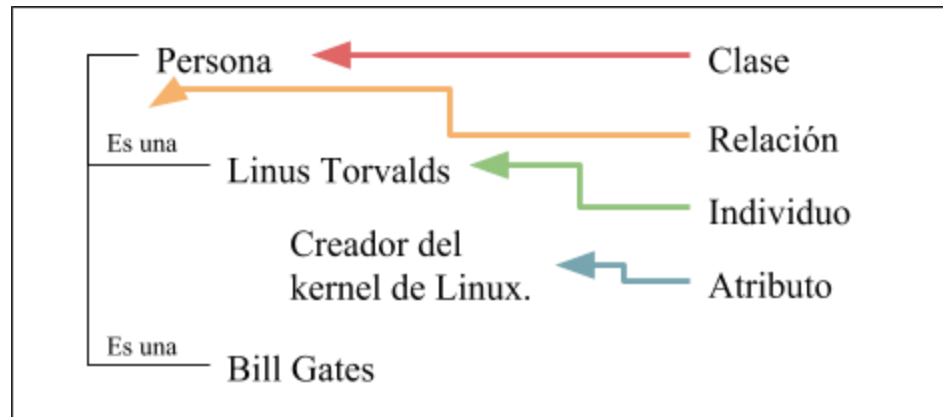 Persona
Clase
Relación
Es una
Linus Torvalds
Individuo
Creador del
kernel de Linux.
Atributo
Es una
Bill Gates